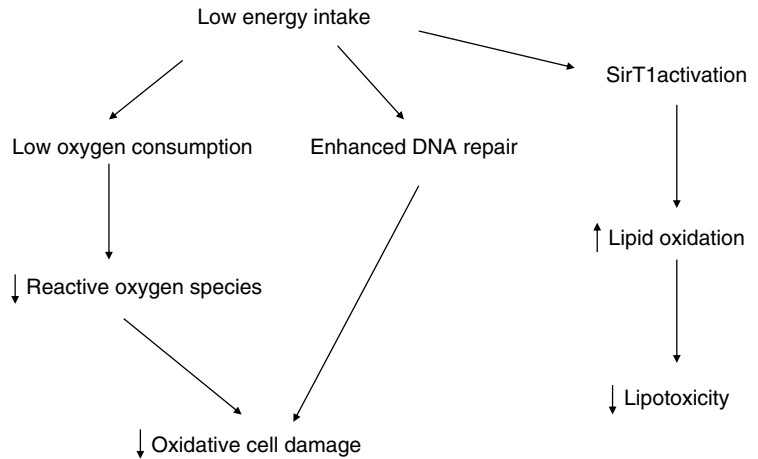 Low energy intake
SirT1activation
Low oxygen consumption
Enhanced DNA repair
↑ Lipid oxidation
↓ Reactive oxygen species
↓ Lipotoxicity
↓ Oxidative cell damage